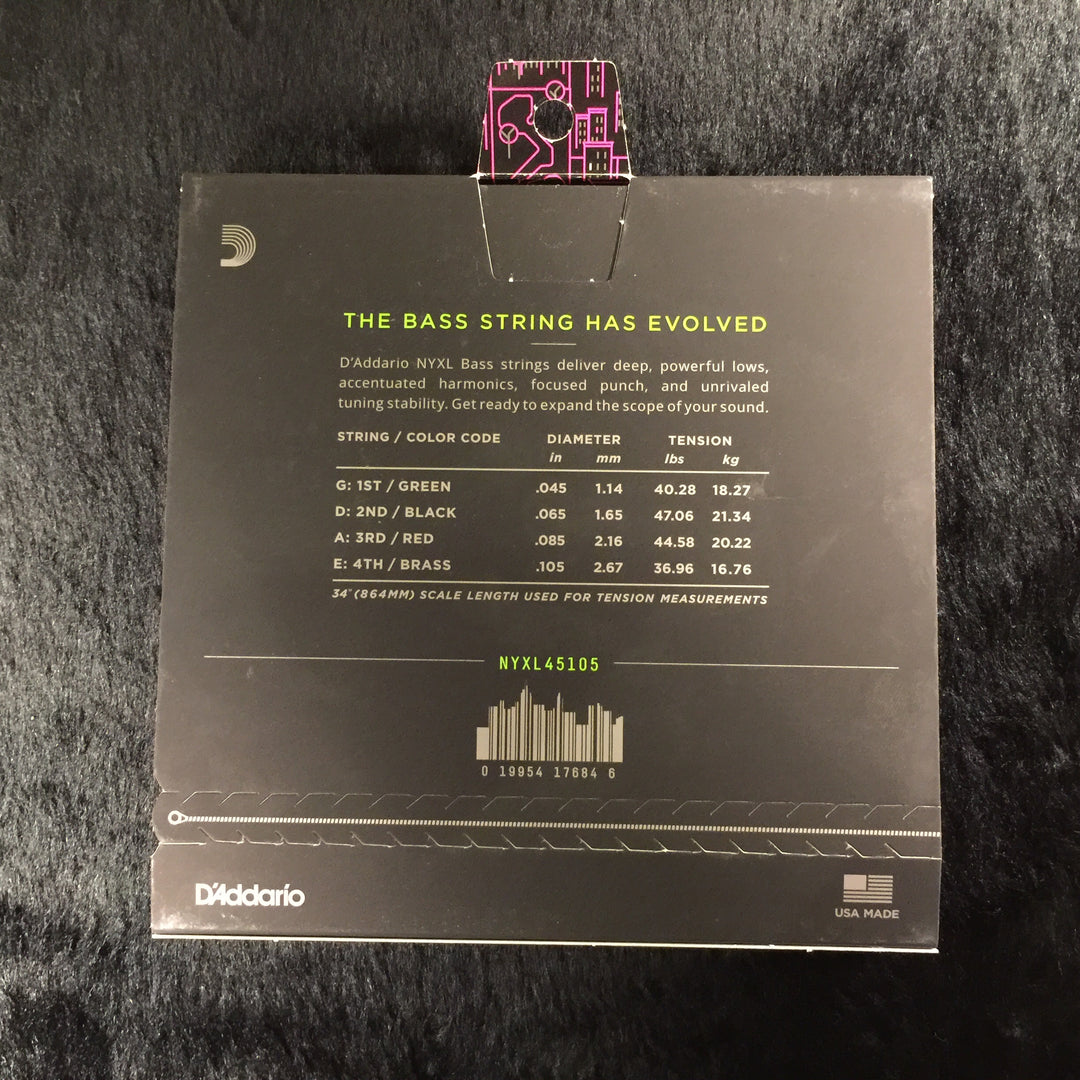 THE BASS STRING HAS EVOLVED
D'Addario NYXL Bass strings deliver deep, powerful lows,
accentuated harmonics, focused punch, and unrivaled
tuning stability. Get ready to expand the scope of your sound.
STRING / COLOR CODE DIAMETER TENSION
in mm lbs kg
G: 1ST / GREEN .045 1.14 40.28 18.27
D: 2ND / BLACK .065 1.65 47.06 21.34
A: 3RD / RED .085 2.16 44.58 20.22
E: 4TH / BRASS .105 2.67 36.96 16.76
34" (864MM) SCALE LENGTH USED FOR TENSION MEASUREMENTS
NYXL45105
0 19954 17684 6
D'Addario
USA MADE